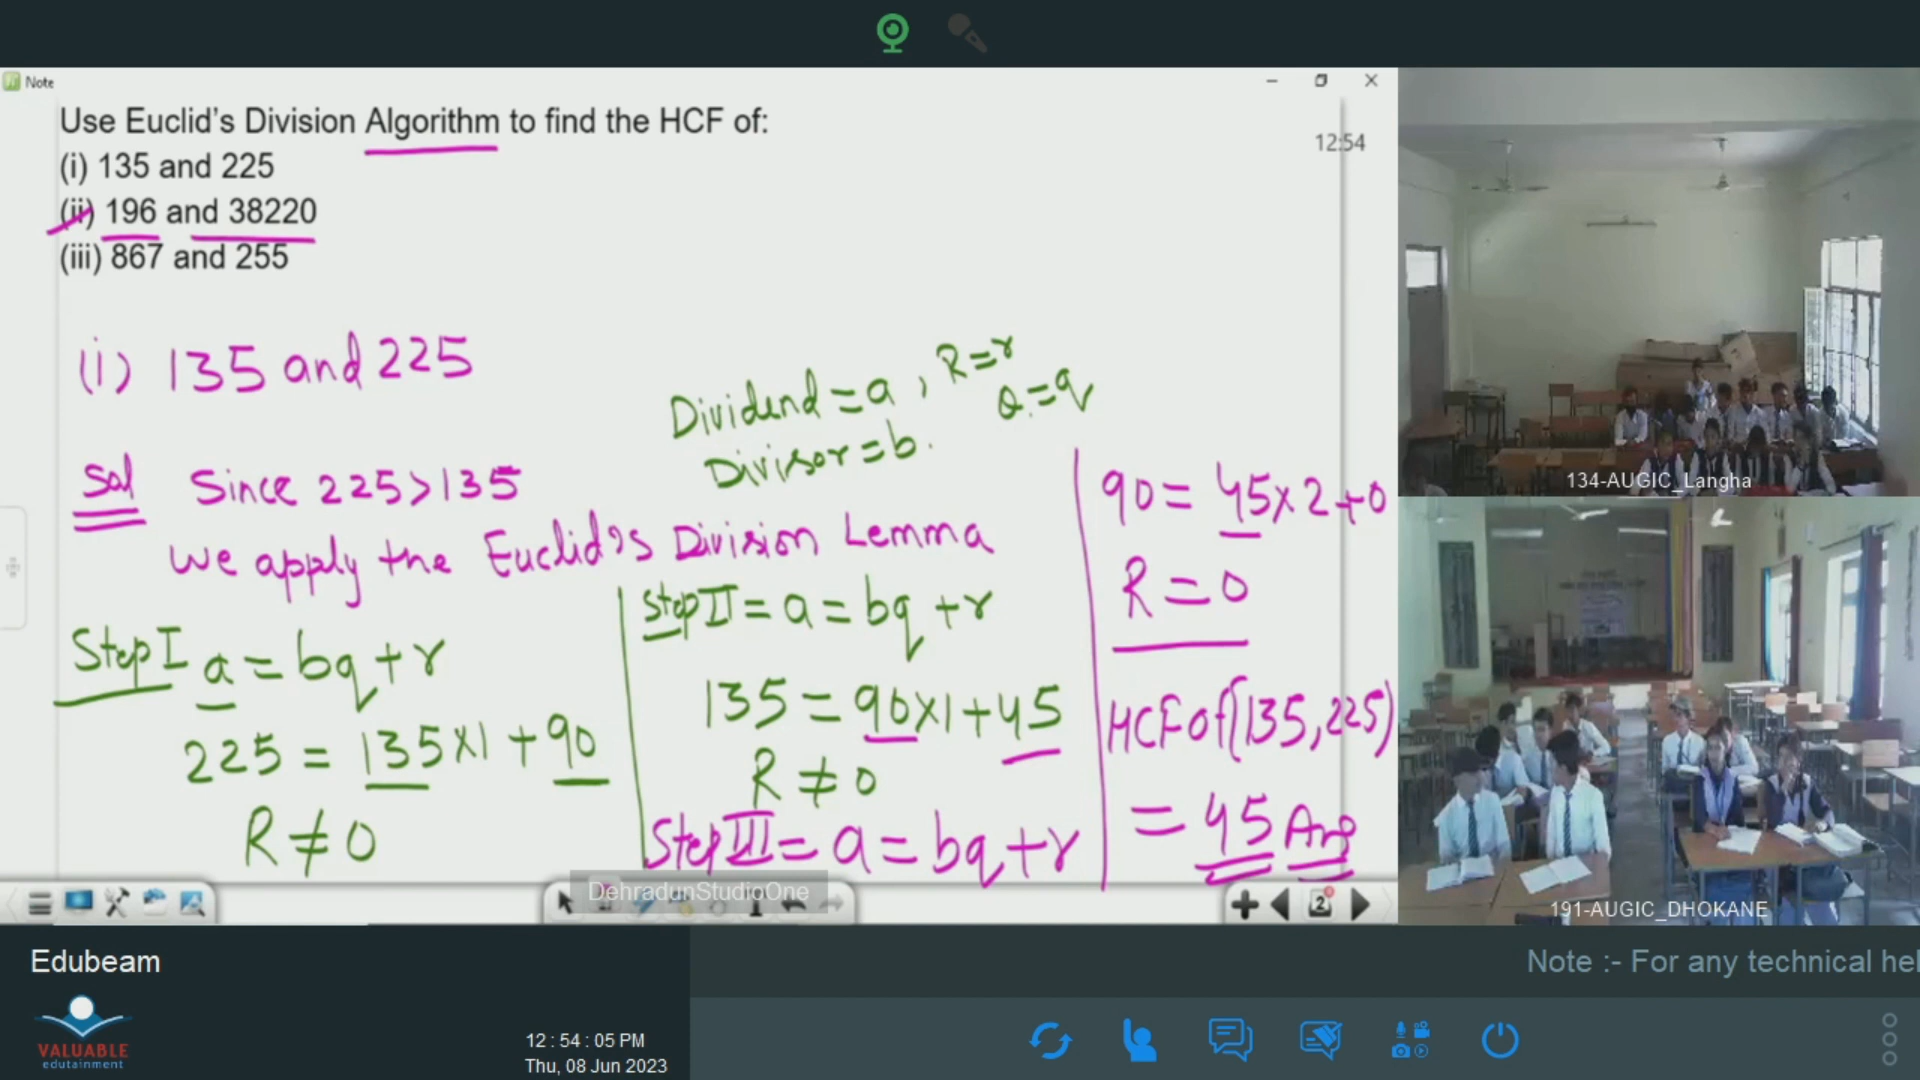 Note
Use Euclid's Division Algorithm to find the HCF of:
12:54
(i) 135 and 225
(ii) 196 and 38220
(iii) 867 and 255
(i) 135 and 225
Dividend = a , R = r
Q. = q
Divisor = b.
Sol Since 225 > 135
We apply the Euclid's Division Lemma
Step I a = bq + r
225 = 135 x 1 + 90
R ≠ 0
Step II = a = bq + r
135 = 90 x 1 + 45
R ≠ 0
Step III = a = bq + r
90 = 45 x 2 + 0
R = 0
HCF of (135, 225)
= 45 Ans
DehradunStudioOne
2
134-AUGIC_Langha
191-AUGIC_DHOKANE
Edubeam
Note :- For any technical hel
VALUABLE
edutainment
12 : 54 : 05 PM
Thu, 08 Jun 2023